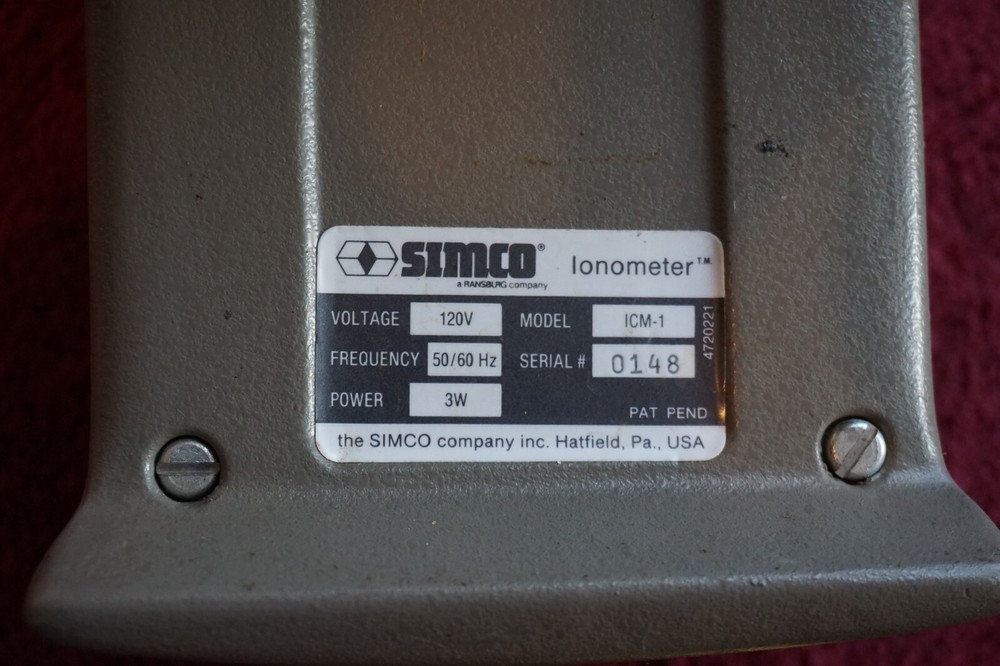 SIMCO® Ionometer T.M.
a RANSBURG company
VOLTAGE 120V MODEL ICM-1
FREQUENCY 50/60 Hz SERIAL # 0148
POWER 3W
PAT PEND
4720221
the SIMCO company inc. Hatfield, Pa., USA